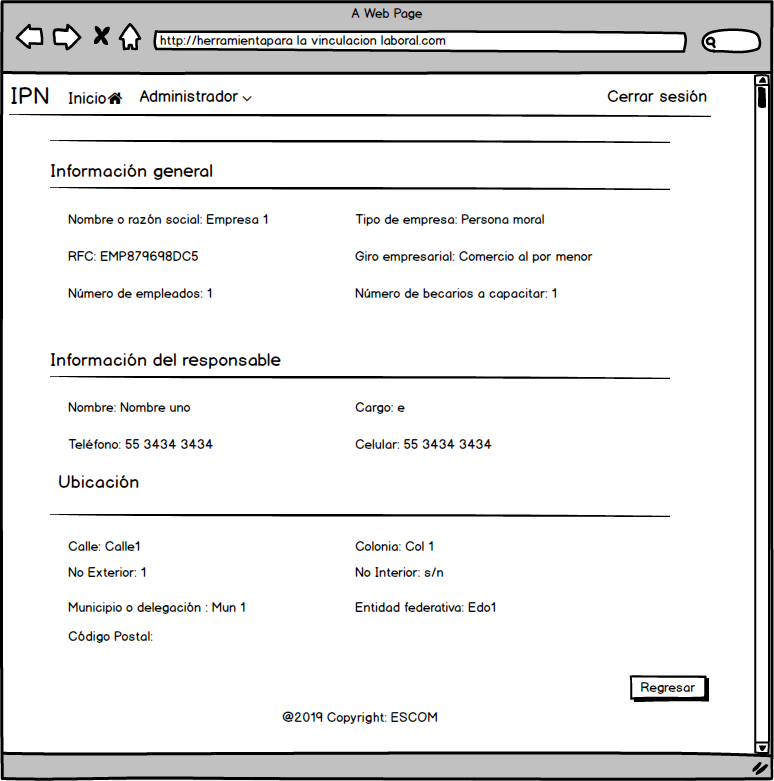 A Web Page
http://herramientapara la vinculacion laboral.com
IPN Inicio Administrador Cerrar sesión
Información general
Nombre o razón social: Empresa 1 Tipo de empresa: Persona moral
RFC: EMP879698DC5 Giro empresarial: Comercio al por menor
Número de empleados: 1 Número de becarios a capacitar: 1
Información del responsable
Nombre: Nombre uno Cargo: e
Teléfono: 55 3434 3434 Celular: 55 3434 3434
Ubicación
Calle: Calle1 Colonia: Col 1
No Exterior: 1 No Interior: s/n
Municipio o delegación : Mun 1 Entidad federativa: Edo1
Código Postal:
Regresar
@2019 Copyright: ESCOM